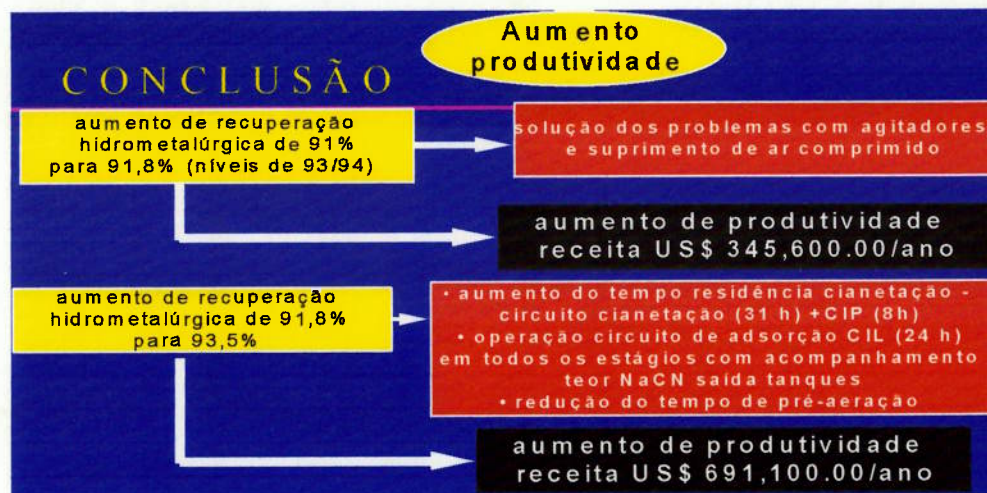 Aumento
produtividade
CONCLUSÃO
aumento de recuperação
hidrometalúrgica de 91%
para 91,8% (níveis de 93/94)
solução dos problemas com agitadores
e suprimento de ar comprimido
aumento de produtividade
receita US$ 345,600.00/ano
aumento de recuperação
hidrometalúrgica de 91,8%
para 93,5%
• aumento do tempo residência cianetação -
circuito cianetação (31 h) +CIP (8h)
• operação circuito de adsorção CIL (24 h)
em todos os estágios com acompanhamento
teor NaCN saída tanques
• redução do tempo de pré-aeração
aumento de produtividade
receita US$ 691,100.00/ano